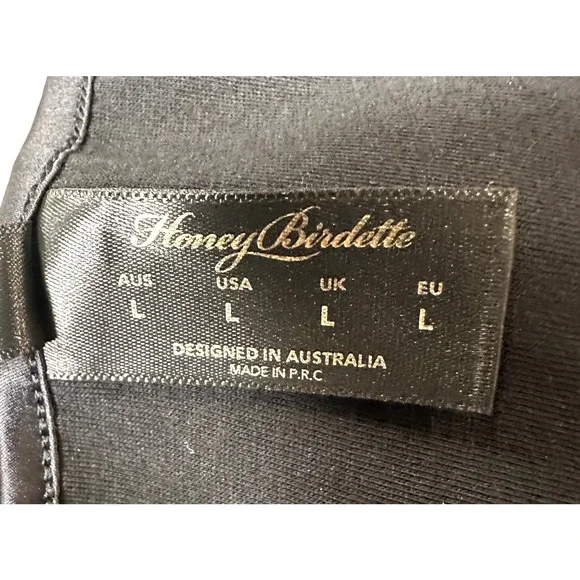 Honey Birdette
AUS USA UK EU
L L L L
DESIGNED IN AUSTRALIA
MADE IN P.R.C